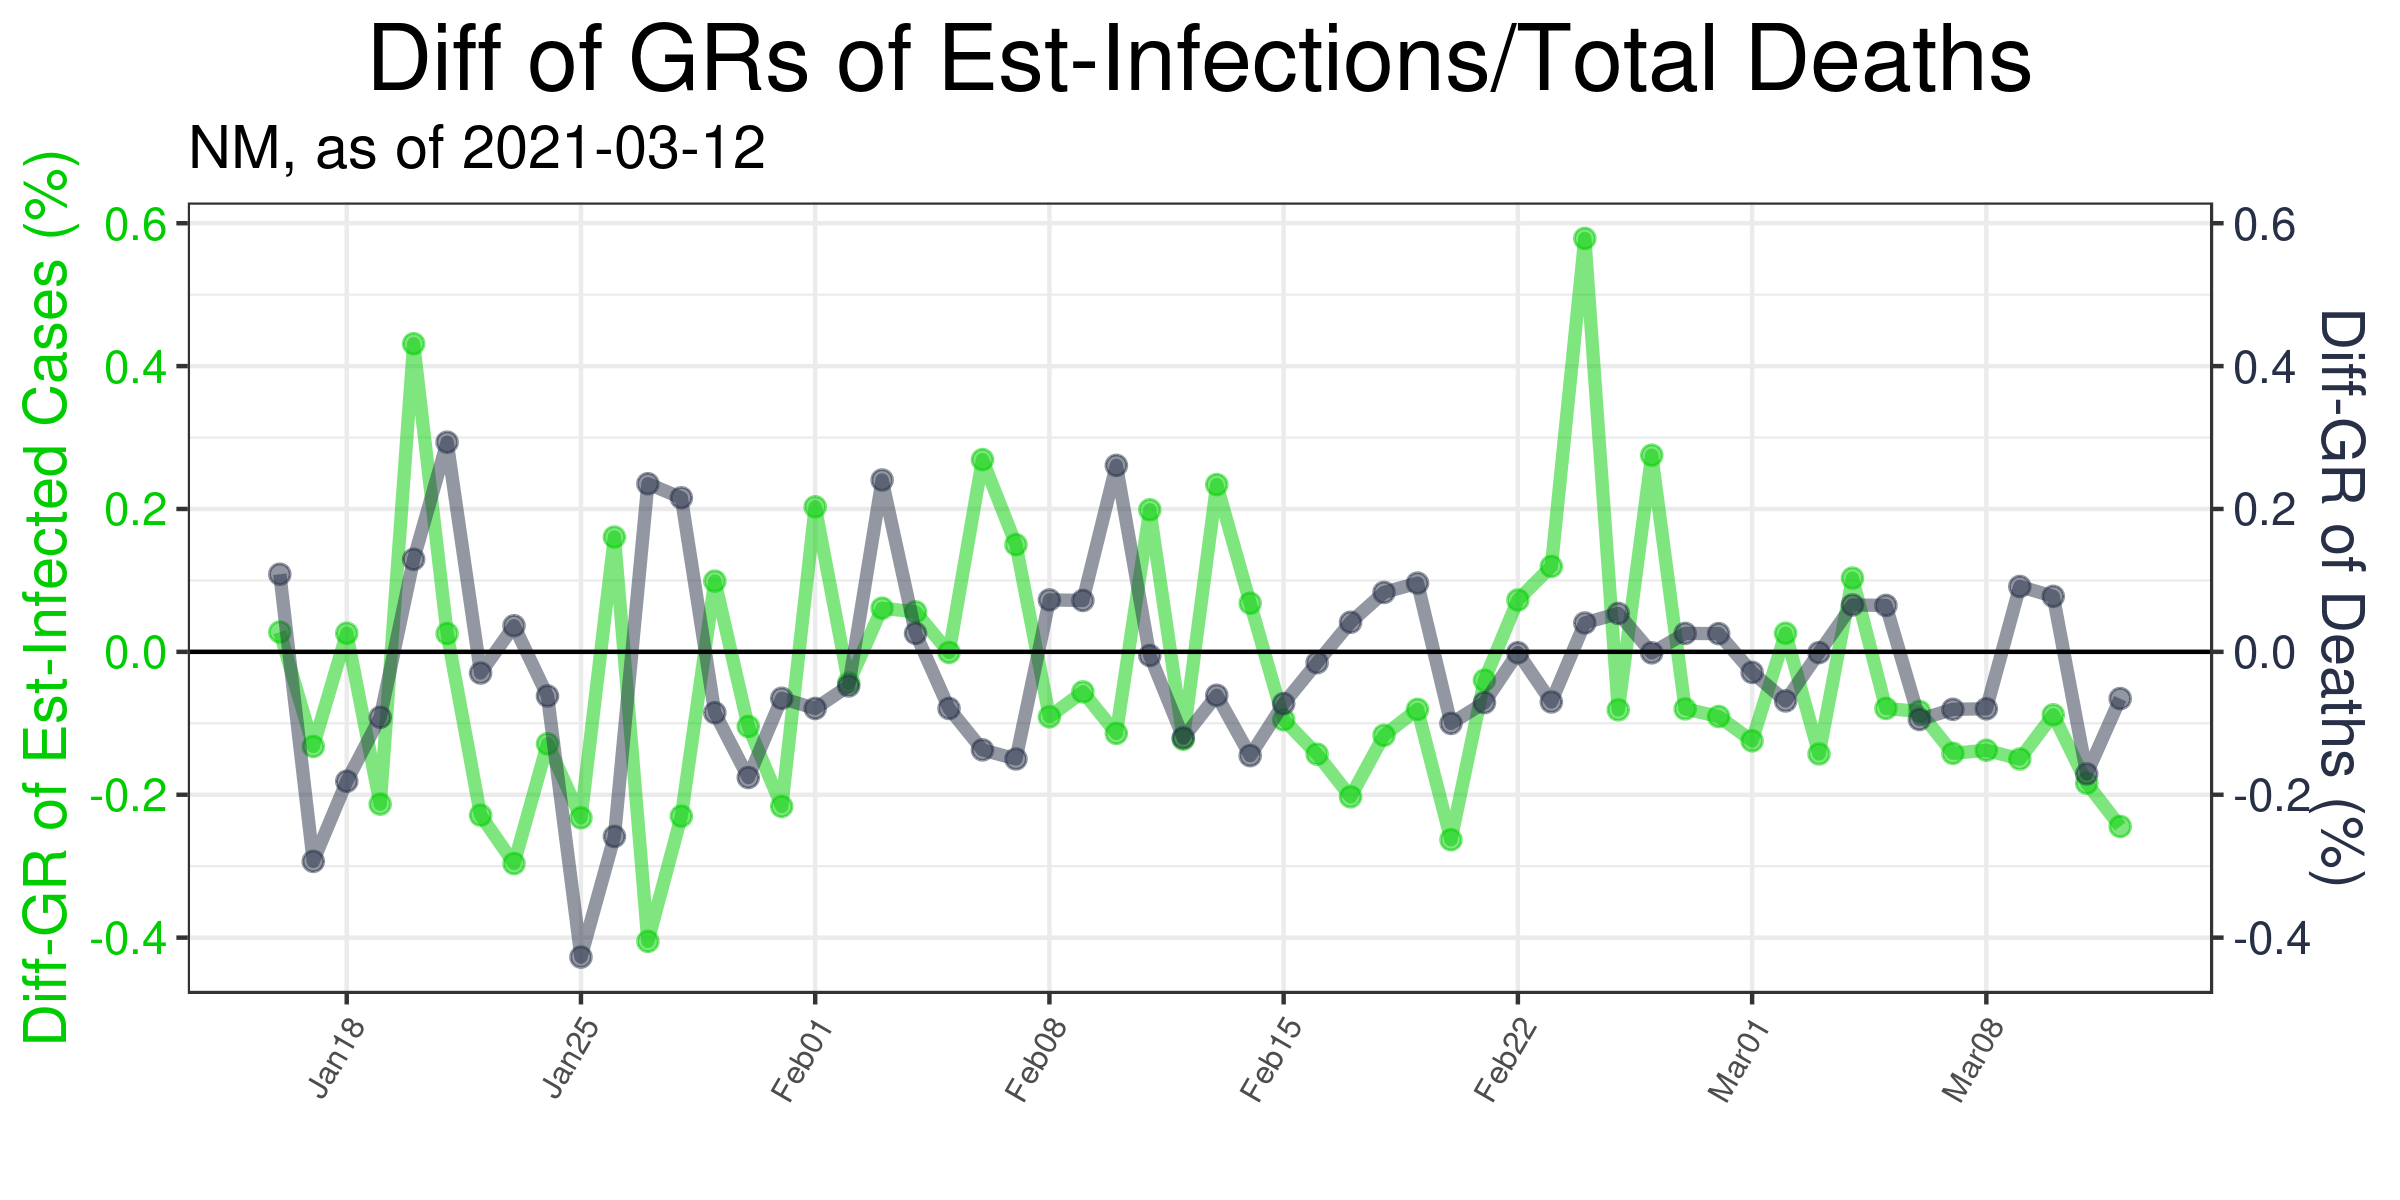 Diff of GRs of Est-Infections/Total Deaths
NM, as of 2021-03-12
Diff-GR of Est-Infected Cases (%)
0.6
0.4
0.2
0.0
-0.2
-0.4
0.6
0.4
0.2
0.0
-0.2
-0.4
Diff-GR of Deaths (%)
Jan18
Jan25
Feb01
Feb08
Feb15
Feb22
Mar01
Mar08